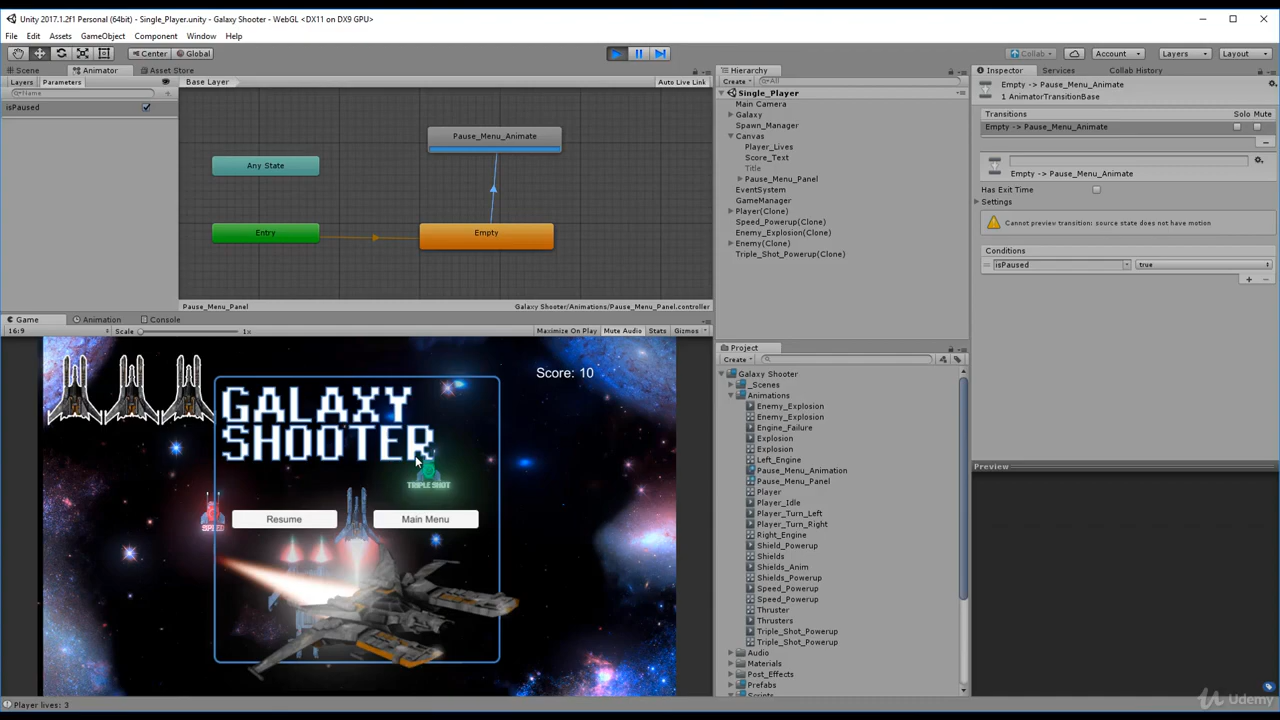 Unity 2017.1.2f1 Personal (64bit) - Single_Player.unity - Galaxy Shooter - WebGL <DX11 on DX9 GPU>
File Edit Assets GameObject Component Window Help
Center Global Collab Account Layers Layout
Scene Animator Asset Store
Layers Parameters Base Layer Auto Live Link
Name
isPaused
Pause_Menu_Animate
Any State
Entry
Empty
Pause_Menu_Panel Galaxy Shooter/Animations/Pause_Menu_Panel.controller
Hierarchy
Create All
Single_Player
Main Camera
Galaxy
Spawn_Manager
Canvas
Player_Lives
Score_Text
Title
Pause_Menu_Panel
EventSystem
GameManager
Player(Clone)
Speed_Powerup(Clone)
Enemy_Explosion(Clone)
Enemy(Clone)
Triple_Shot_Powerup(Clone)
Inspector Services Collab History
Empty -> Pause_Menu_Animate
1 AnimatorTransitionBase
Transitions Solo Mute
Empty -> Pause_Menu_Animate
Empty -> Pause_Menu_Animate
Has Exit Time
Settings
Cannot preview transition: source state does not have motion
Conditions
isPaused true
Preview
Game Animation Console
16:9 Scale 1x Maximize On Play Mute Audio Stats Gizmos
Score: 10
GALAXY
SHOOTER
TRIPLE SHOT
SPEED
Resume Main Menu
Project
Create
Galaxy Shooter
_Scenes
Animations
Enemy_Explosion
Enemy_Explosion
Engine_Failure
Explosion
Explosion
Left_Engine
Pause_Menu_Animation
Pause_Menu_Panel
Player
Player_Idle
Player_Turn_Left
Player_Turn_Right
Right_Engine
Shield_Powerup
Shields
Shields_Anim
Shields_Powerup
Speed_Powerup
Speed_Powerup
Thruster
Thrusters
Triple_Shot_Powerup
Triple_Shot_Powerup
Audio
Materials
Post_Effects
Prefabs
Scripts
Player lives: 3
Udemy